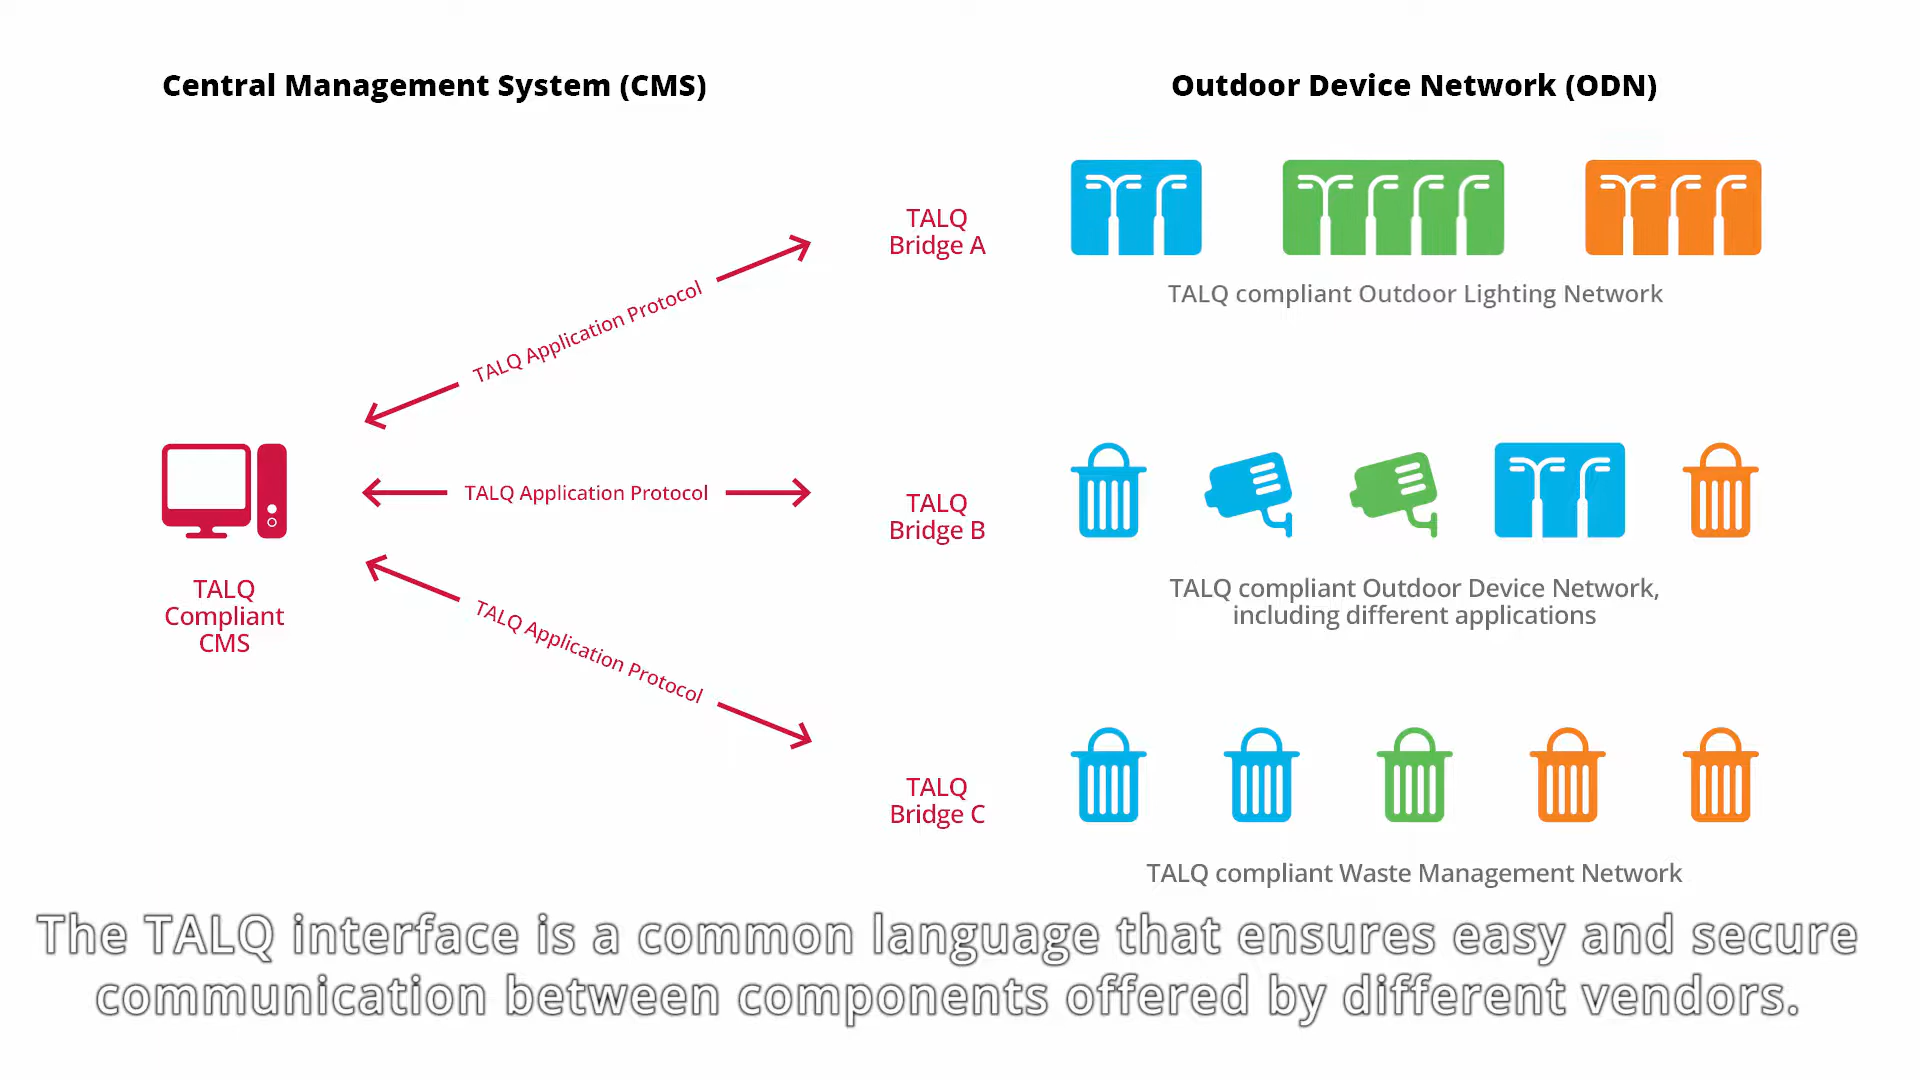 Central Management System (CMS)
Outdoor Device Network (ODN)
TALQ
Bridge A
TALQ compliant Outdoor Lighting Network
TALQ Application Protocol
TALQ Application Protocol
TALQ
Bridge B
TALQ compliant Outdoor Device Network,
including different applications
TALQ
Compliant
CMS
TALQ Application Protocol
TALQ
Bridge C
TALQ compliant Waste Management Network
The TALQ interface is a common language that ensures easy and secure
communication between components offered by different vendors.